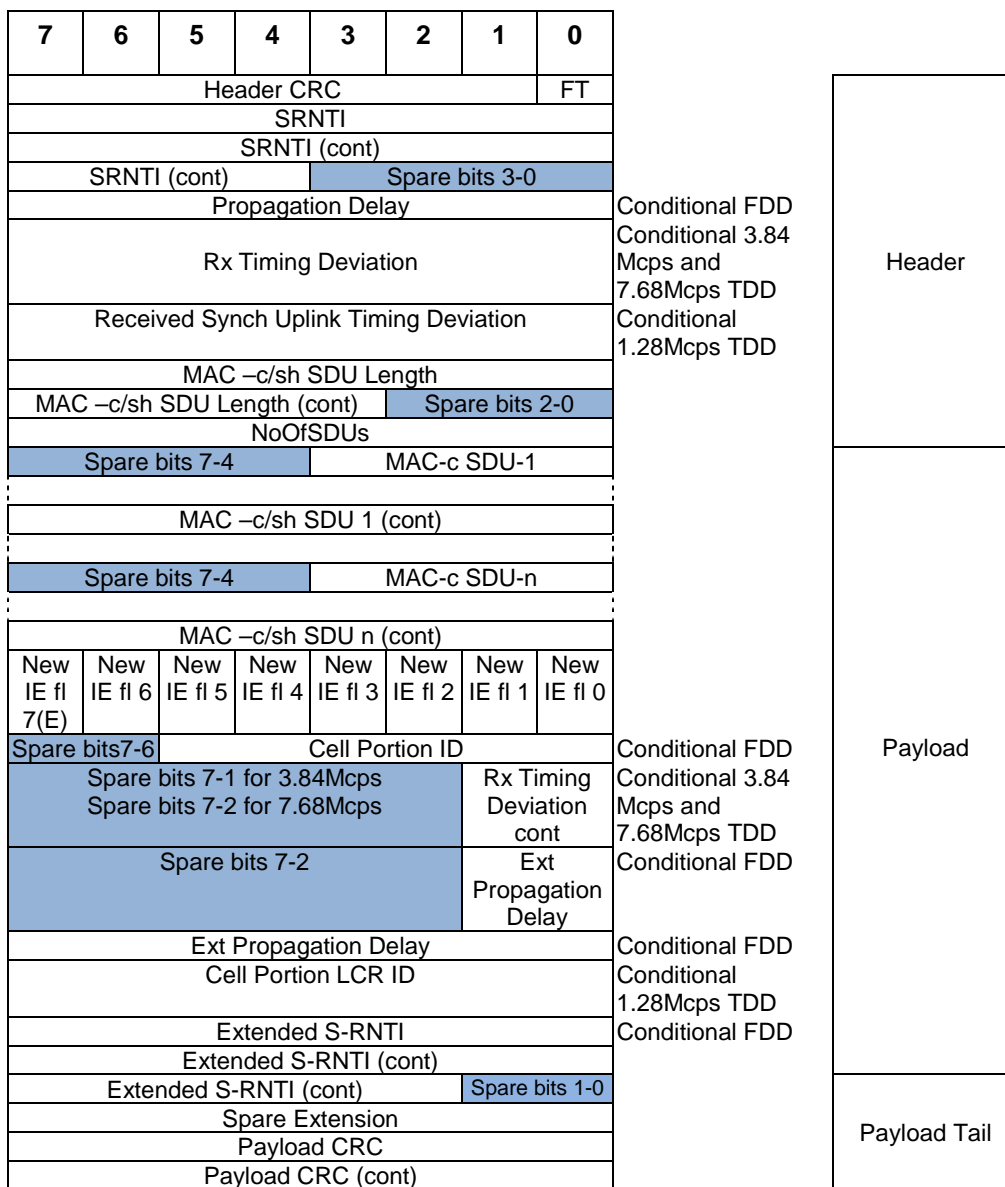 7 6 5 4 3 2 1 0
Header CRC FT
SRNTI
SRNTI (cont)
SRNTI (cont) Spare bits 3-0
Propagation Delay Conditional FDD
Rx Timing Deviation Conditional 3.84
Mcps and
7.68Mcps TDD
Header
Received Synch Uplink Timing Deviation Conditional
1.28Mcps TDD
MAC –c/sh SDU Length
MAC –c/sh SDU Length (cont) Spare bits 2-0
NoOfSDUs
Spare bits 7-4 MAC-c SDU-1
MAC –c/sh SDU 1 (cont)
Spare bits 7-4 MAC-c SDU-n
MAC –c/sh SDU n (cont)
New New New New New New New New
IE fl IE fl 6 IE fl 5 IE fl 4 IE fl 3 IE fl 2 IE fl 1 IE fl 0
7(E)
Spare bits7-6 Cell Portion ID Conditional FDD Payload
Spare bits 7-1 for 3.84Mcps Rx Timing Conditional 3.84
Spare bits 7-2 for 7.68Mcps Deviation Mcps and
cont 7.68Mcps TDD
Spare bits 7-2 Ext Conditional FDD
Propagation
Delay
Ext Propagation Delay Conditional FDD
Cell Portion LCR ID Conditional
1.28Mcps TDD
Extended S-RNTI Conditional FDD
Extended S-RNTI (cont)
Extended S-RNTI (cont) Spare bits 1-0
Spare Extension Payload Tail
Payload CRC
Payload CRC (cont)